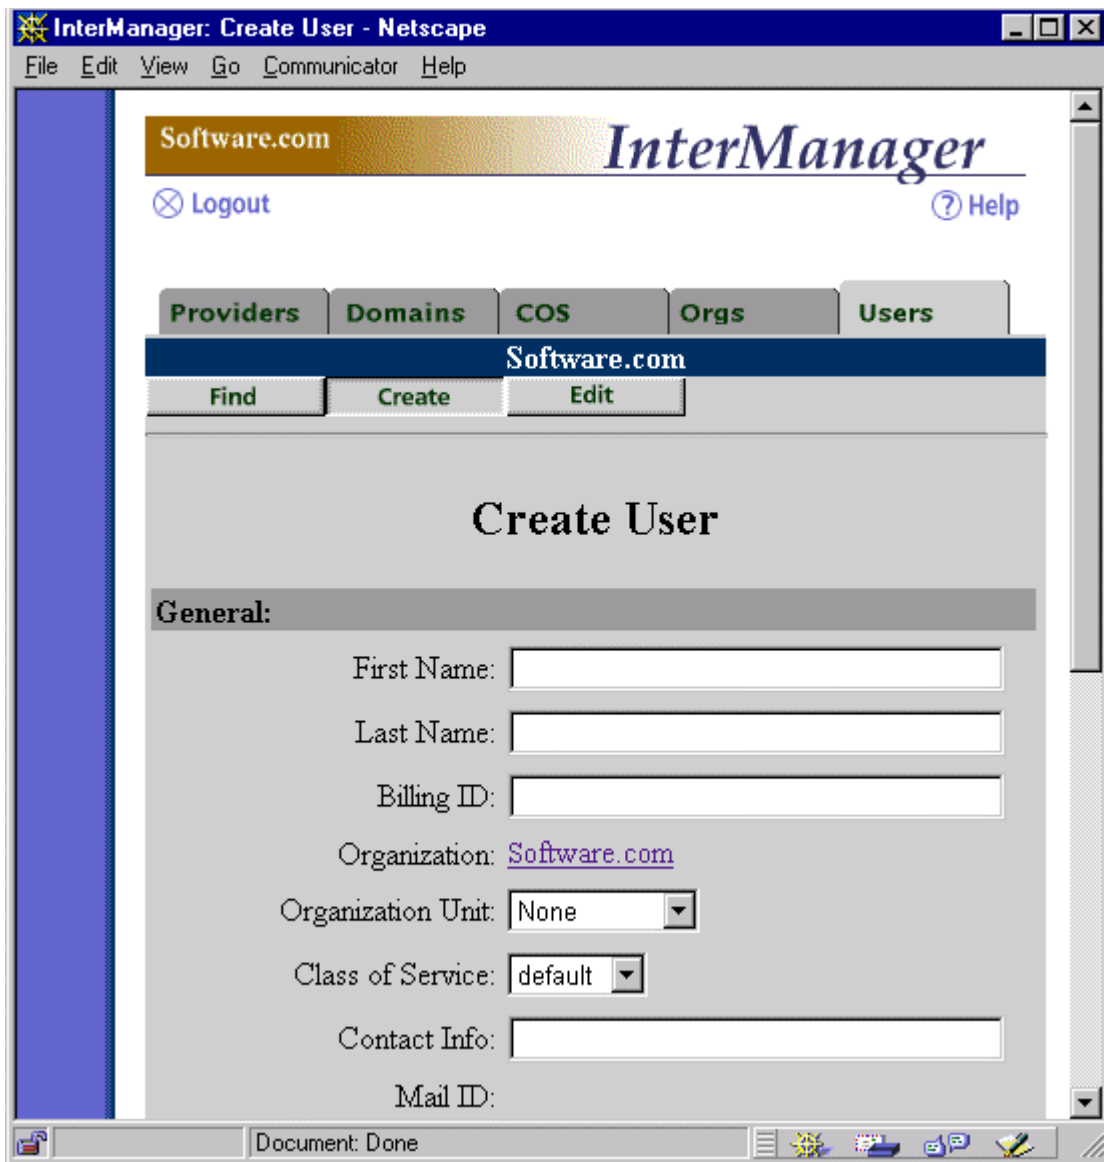 InterManager: Create User - Netscape
File Edit View Go Communicator Help
Software.com InterManager
Logout Help
Providers Domains COS Orgs Users
Software.com
Find Create Edit
Create User
General:
First Name:
Last Name:
Billing ID:
Organization: Software.com
Organization Unit: None
Class of Service: default
Contact Info:
Mail ID:
Document: Done